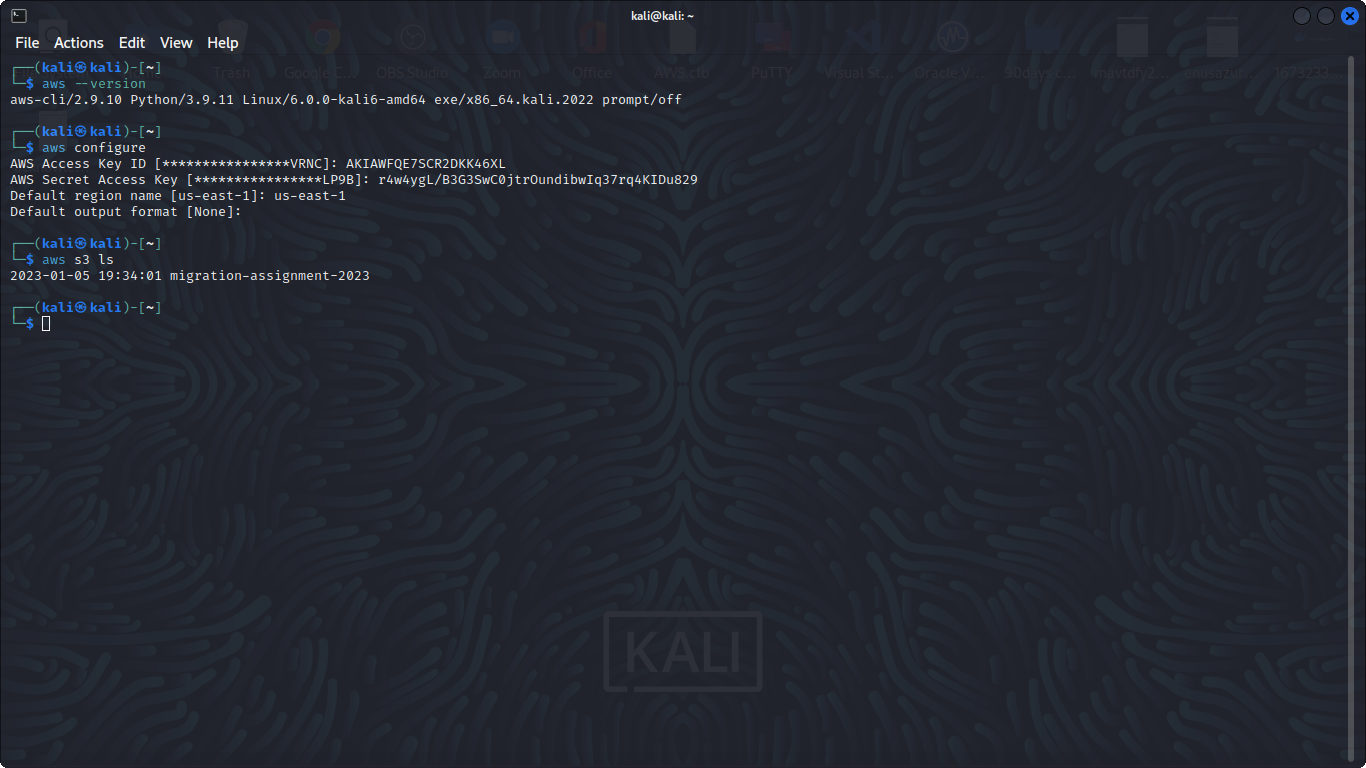 kali@kali: ~
File Actions Edit View Help
┌──(kali㉿kali)-[~]
└─$ aws --version
aws-cli/2.9.10 Python/3.9.11 Linux/6.0.0-kali6-amd64 exe/x86_64.kali.2022 prompt/off
┌──(kali㉿kali)-[~]
└─$ aws configure
AWS Access Key ID [****************VRNC]: AKIAWFQE7SCR2DKK46XL
AWS Secret Access Key [****************LP9B]: 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
Default region name [us-east-1]: us-east-1
Default output format [None]:
┌──(kali㉿kali)-[~]
└─$ aws s3 ls
2023-01-05 19:34:01 migration-assignment-2023
┌──(kali㉿kali)-[~]
└─$
Trash Google C... OBS Studio Zoom Office AWS.cfb PuTTY Visual St... Oracle V... 1673233...
KALI